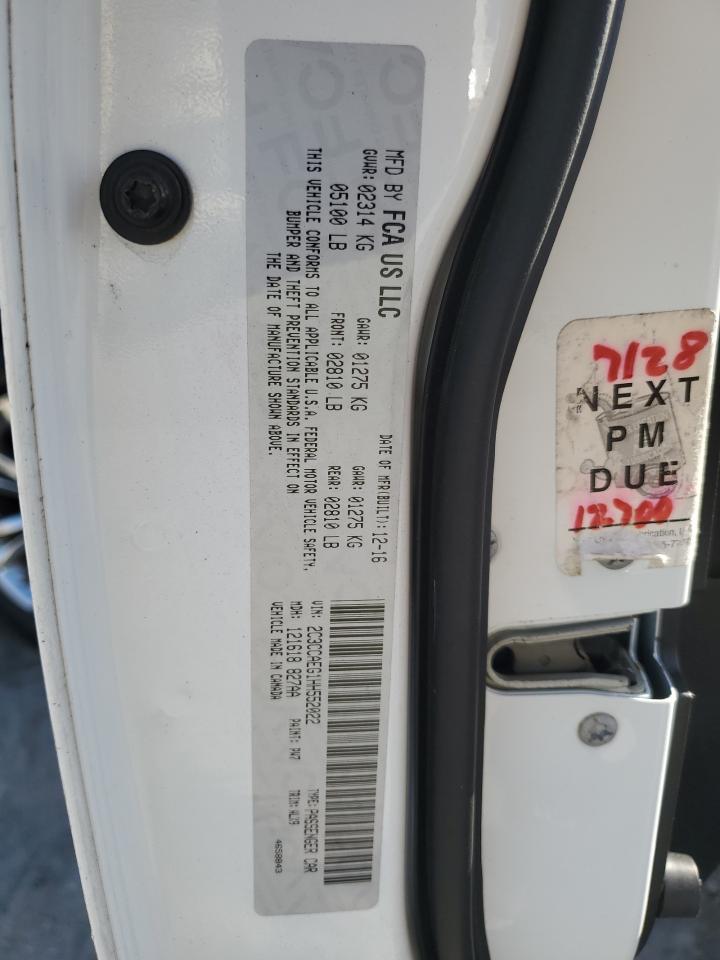 MFD BY FCA US LLC
DATE OF MFR(BUILT): 12-16
GVWR: 02314 KG
GAWR: 01275 KG
GAWR: 01275 KG
05100 LB
FRONT: 02810 LB
REAR: 02810 LB
THIS VEHICLE CONFORMS TO ALL APPLICABLE U.S.A. FEDERAL MOTOR VEHICLE SAFETY,
BUMPER AND THEFT PREVENTION STANDARDS IN EFFECT ON
THE DATE OF MANUFACTURE SHOWN ABOVE.
VIN: 2C3CCAEG1HH552022
TYPE: PASSENGER CAR
MDH: 121618 827AA
PAINT: PW7
TRIM: HLX9
VEHICLE MADE IN CANADA
4658843
7128
NEXT
PM
DUE